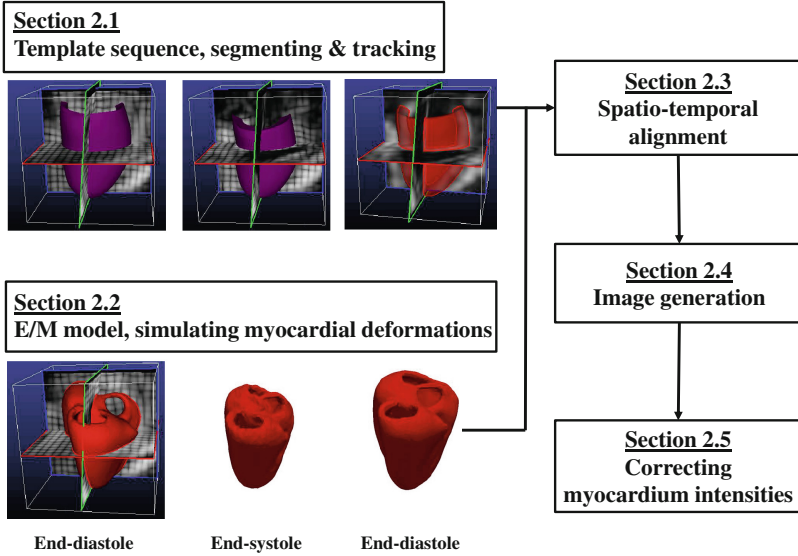 Section 2.1
Template sequence, segmenting & tracking
Section 2.2
E/M model, simulating myocardial deformations
End-diastole
End-systole
End-diastole
Section 2.3
Spatio-temporal
alignment
Section 2.4
Image generation
Section 2.5
Correcting
myocardium intensities